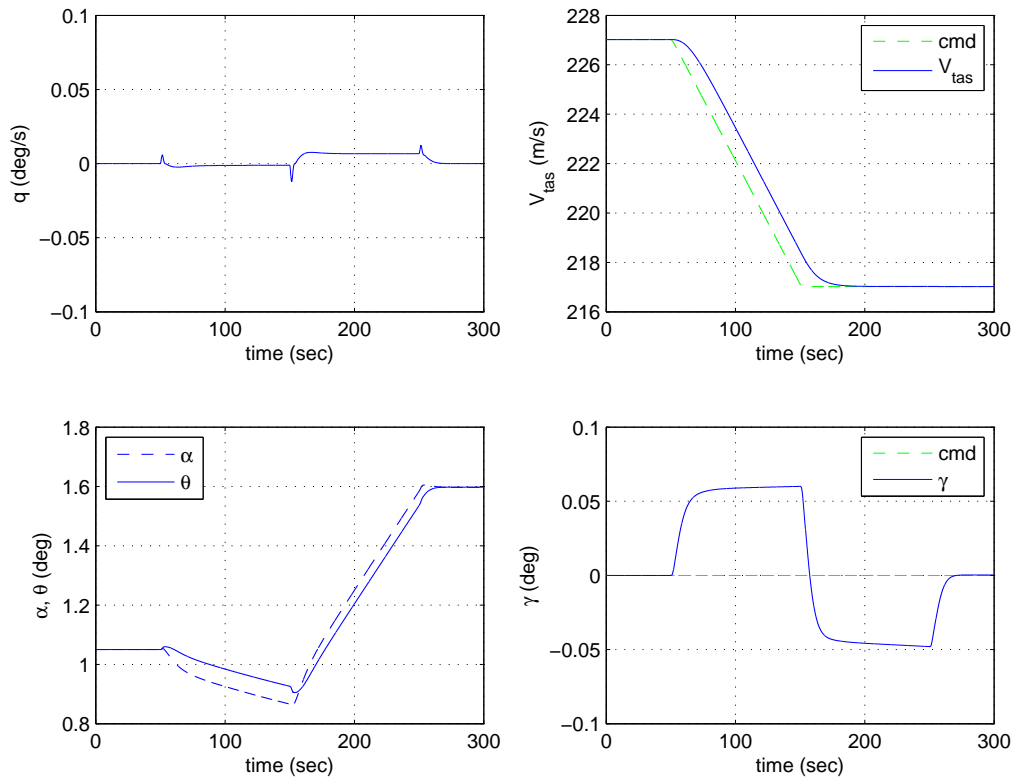 0.1
0.05
0
−0.05
−0.1
q (deg/s)
0 100 200 300
time (sec)
228
226
224
222
220
218
216
V_tas (m/s)
cmd
V_tas
0 100 200 300
time (sec)
1.8
1.6
1.4
1.2
1
0.8
α, θ (deg)
α
θ
0 100 200 300
time (sec)
0.1
0.05
0
−0.05
−0.1
γ (deg)
cmd
γ
0 100 200 300
time (sec)